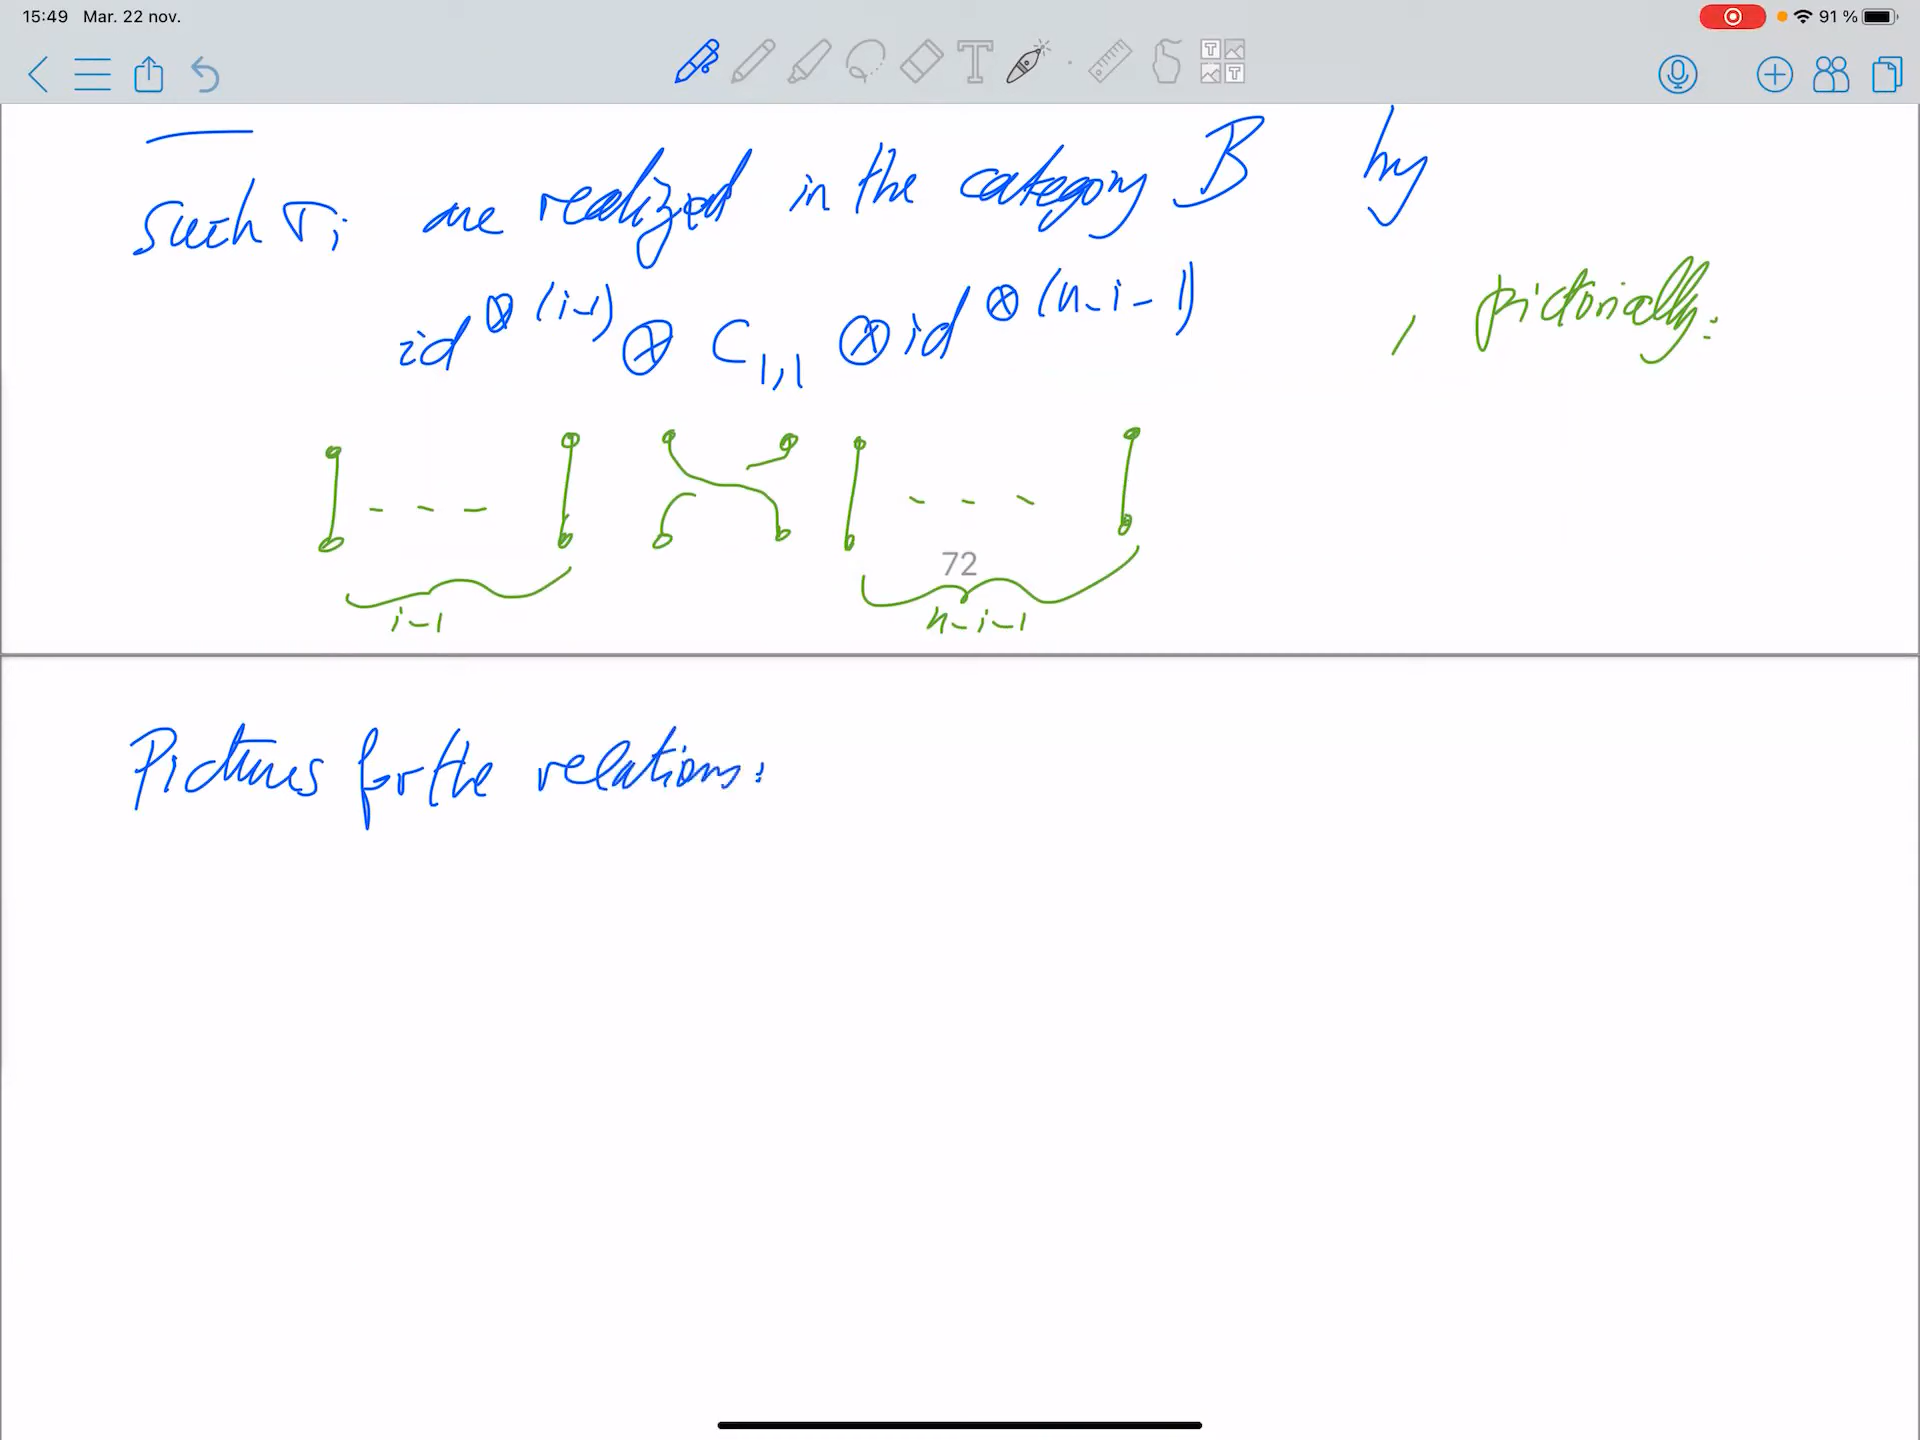 15:49 Mar. 22 nov. 91 %
such σi are realized in the category B by
id⊗(i-1) ⊗ C1,1 ⊗ id⊗(n-i-1) , pictorially:
72
i-1 n-i-1
Pictures for the relations: